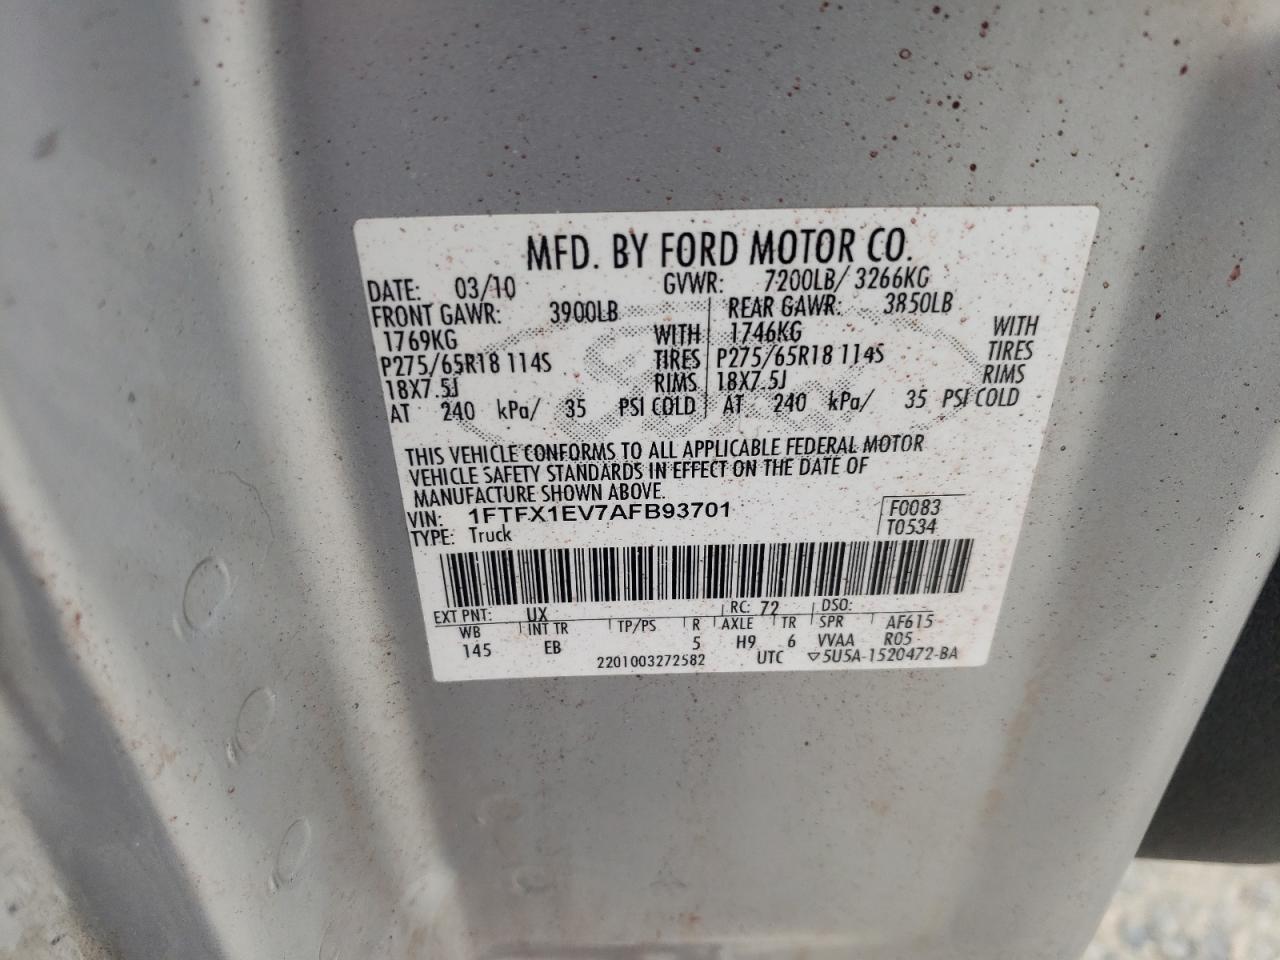 MFD. BY FORD MOTOR CO.
DATE: 03/10 GVWR: 7200LB/ 3266KG
FRONT GAWR: 3900LB REAR GAWR: 3850LB
1769KG WITH 1746KG WITH
P275/65R18 114S TIRES P275/65R18 114S TIRES
18X7.5J RIMS 18X7.5J RIMS
AT 240 kPa/ 35 PSI COLD AT 240 kPa/ 35 PSI COLD
THIS VEHICLE CONFORMS TO ALL APPLICABLE FEDERAL MOTOR
VEHICLE SAFETY STANDARDS IN EFFECT ON THE DATE OF
MANUFACTURE SHOWN ABOVE.
VIN: 1FTFX1EV7AFB93701 F0083
TYPE: Truck T0534
EXT PNT: UX RC: 72 DSO:
WB INT TR TP/PS R AXLE TR SPR AF615
145 EB 5 H9 6 VVAA R05
2201003272582 UTC ▽5U5A-1520472-BA